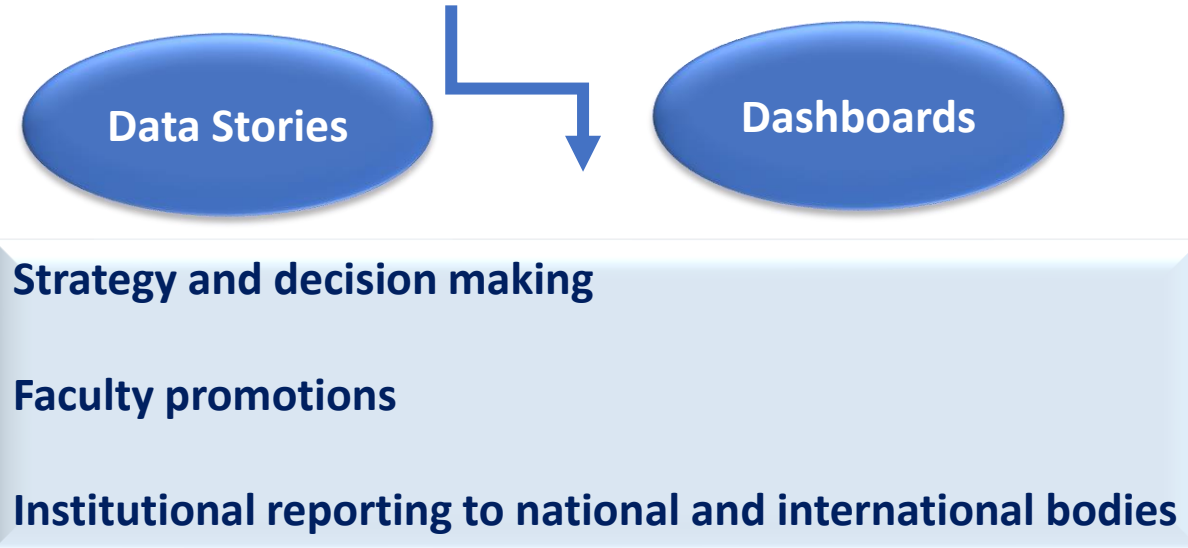 Data Stories
Dashboards
Strategy and decision making
Faculty promotions
Institutional reporting to national and international bodies